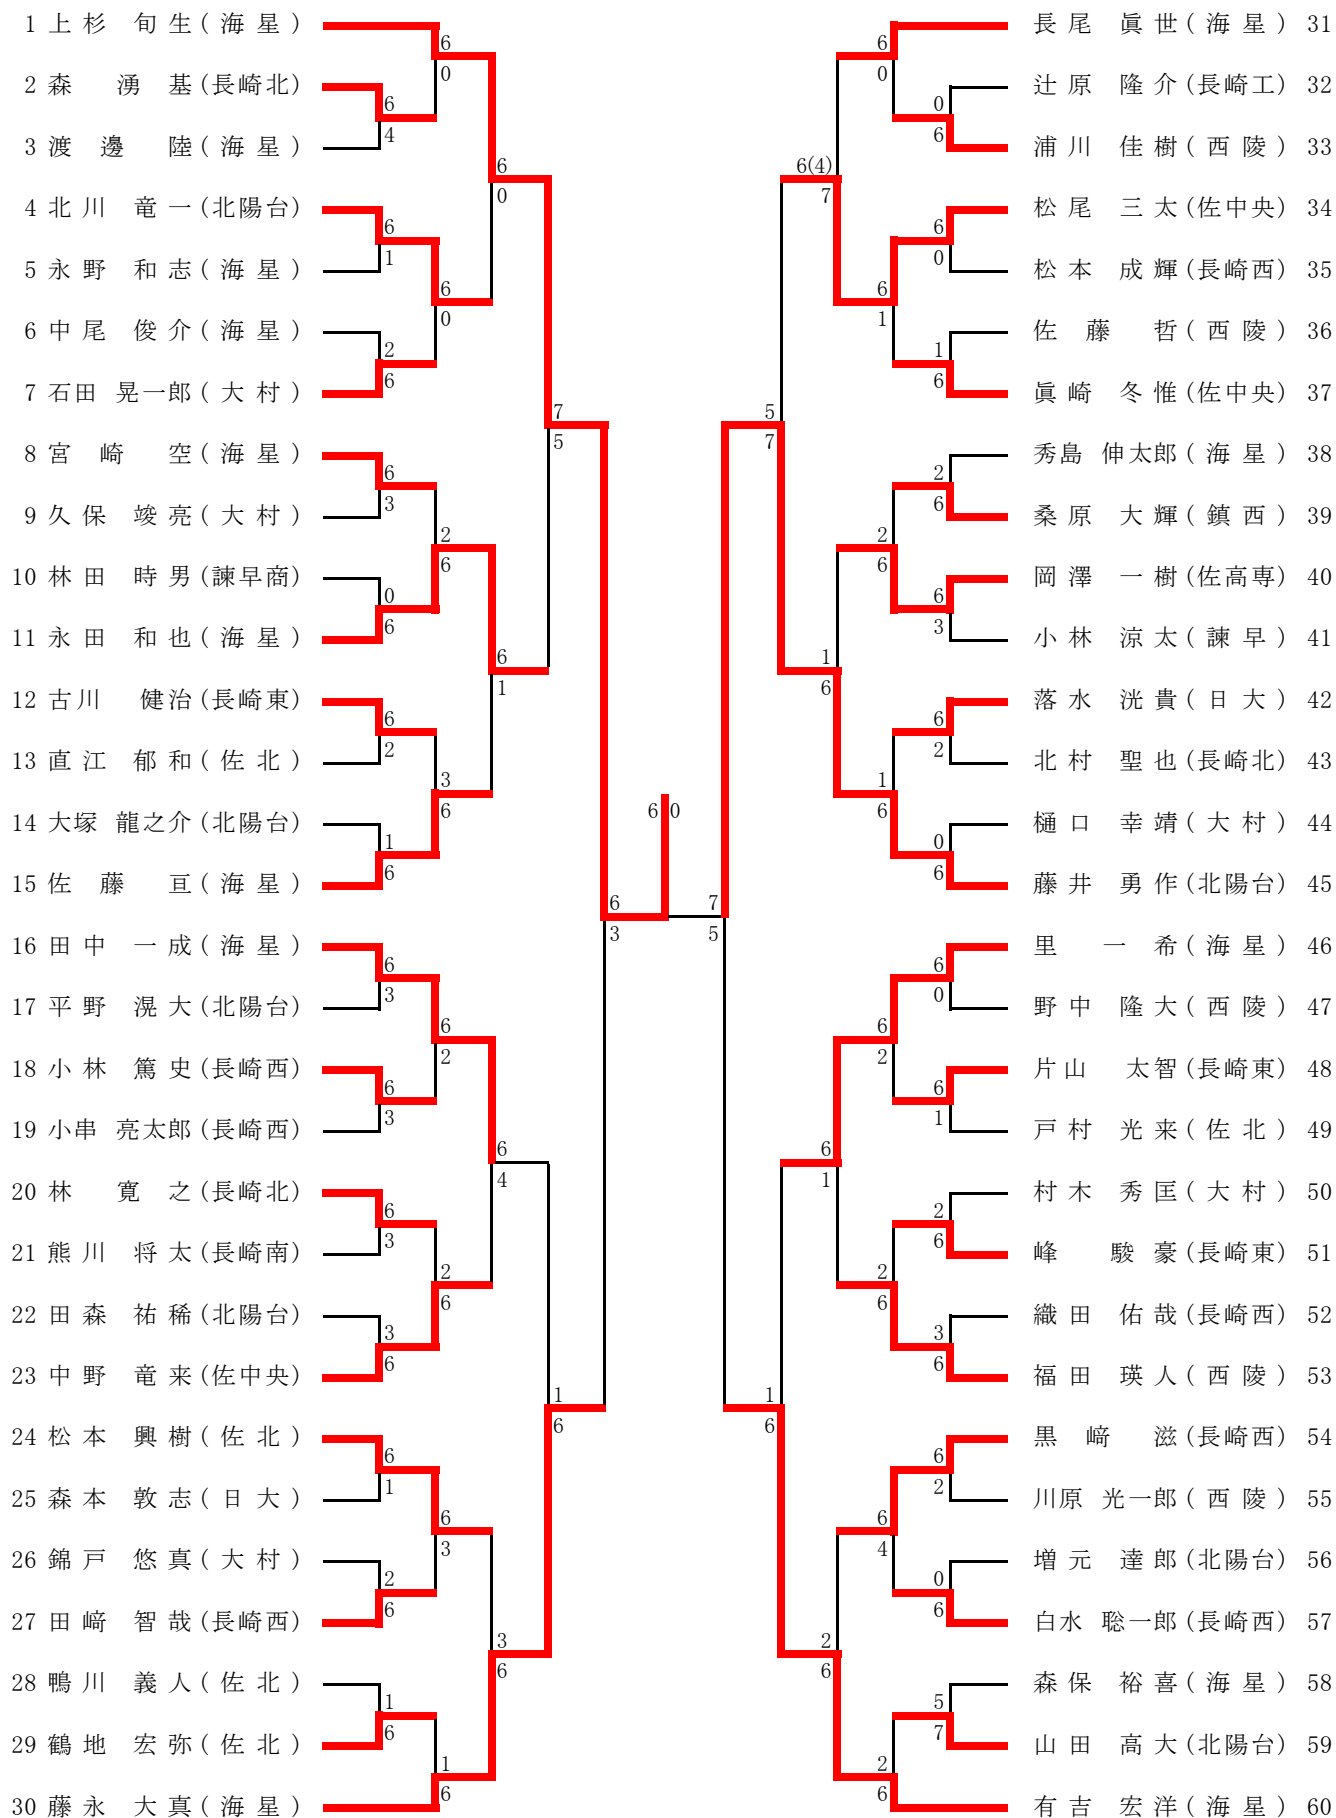 1 上杉 旬生 (海星)
2 森 湧基 (長崎北)
3 渡邊 陸 (海星)
4 北川 竜一 (北陽台)
5 永野 和志 (海星)
6 中尾 俊介 (海星)
7 石田 晃一郎 (大村)
8 宮崎 空 (海星)
9 久保 竣亮 (大村)
10 林田 時男 (諫早商)
11 永田 和也 (海星)
12 古川 健治 (長崎東)
13 直江 郁和 (佐北)
14 大塚 龍之介 (北陽台)
15 佐藤 亘 (海星)
16 田中 一成 (海星)
17 平野 滉大 (北陽台)
18 小林 篤史 (長崎西)
19 小串 亮太郎 (長崎西)
20 林 寛之 (長崎北)
21 熊川 将太 (長崎南)
22 田森 祐稀 (北陽台)
23 中野 竜来 (佐中央)
24 松本 興樹 (佐北)
25 森本 敦志 (日大)
26 錦戸 悠真 (大村)
27 田﨑 智哉 (長崎西)
28 鴨川 義人 (佐北)
29 鶴地 宏弥 (佐北)
30 藤永 大真 (海星)
6
0
6
4
6
0
6
1
6
0
2
6
7
5
6
3
2
6
0
6
6
1
6
2
3
6
1
6
6
3
6
3
6
2
6
3
6
4
6
3
2
6
3
6
1
6
6
1
6
3
2
6
3
6
1
6
1
6
6 0
7
5
6
0
0
6
6(4)
7
6
0
6
1
1
6
5
7
2
6
2
6
6
3
1
6
6
2
1
6
0
6
6
0
6
2
6
1
6
1
2
6
2
6
3
6
1
6
6
2
6
4
0
6
2
6
5
7
2
6
長尾 眞世 (海星) 31
辻原 隆介 (長崎工) 32
浦川 佳樹 (西陵) 33
松尾 三太 (佐中央) 34
松本 成輝 (長崎西) 35
佐藤 哲 (西陵) 36
眞崎 冬惟 (佐中央) 37
秀島 伸太郎 (海星) 38
桑原 大輝 (鎮西) 39
岡澤 一樹 (佐高専) 40
小林 涼太 (諫早) 41
落水 洸貴 (日大) 42
北村 聖也 (長崎北) 43
樋口 幸靖 (大村) 44
藤井 勇作 (北陽台) 45
里 一希 (海星) 46
野中 隆大 (西陵) 47
片山 太智 (長崎東) 48
戸村 光来 (佐北) 49
村木 秀匡 (大村) 50
峰 駿豪 (長崎東) 51
織田 佑哉 (長崎西) 52
福田 瑛人 (西陵) 53
黒﨑 滋 (長崎西) 54
川原 光一郎 (西陵) 55
増元 達郎 (北陽台) 56
白水 聡一郎 (長崎西) 57
森保 裕喜 (海星) 58
山田 高大 (北陽台) 59
有吉 宏洋 (海星) 60